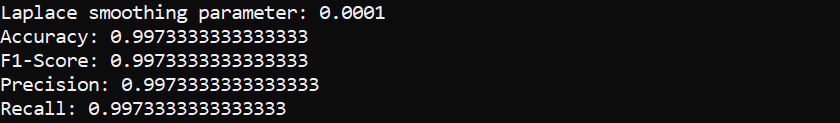 Laplace smoothing parameter: 0.0001
Accuracy: 0.9973333333333333
F1-Score: 0.9973333333333333
Precision: 0.9973333333333333
Recall: 0.9973333333333333